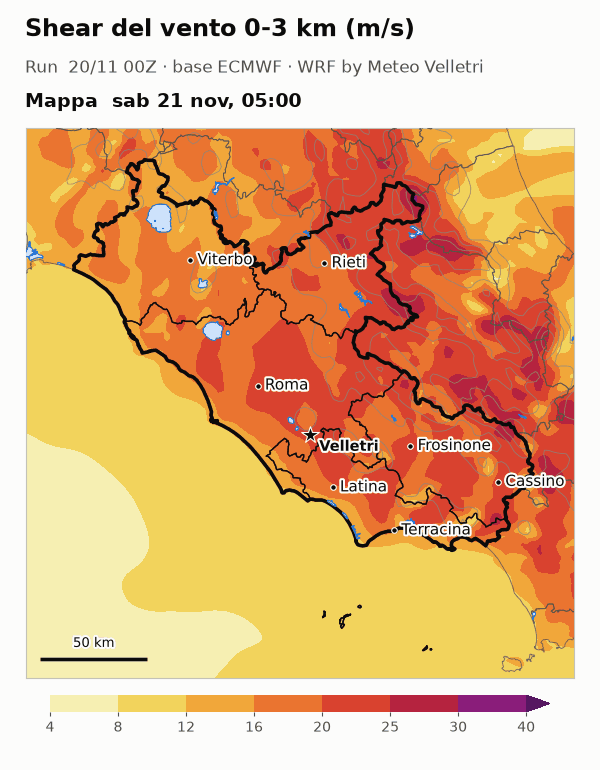 Shear del vento 0-3 km (m/s)
Run  20/11 00Z · base ECMWF · WRF by Meteo Velletri
Mappa  sab 21 nov, 05:00
Viterbo
Rieti
Roma
Velletri
Frosinone
Cassino
Latina
Terracina
50 km
4 8 12 16 20 25 30 40